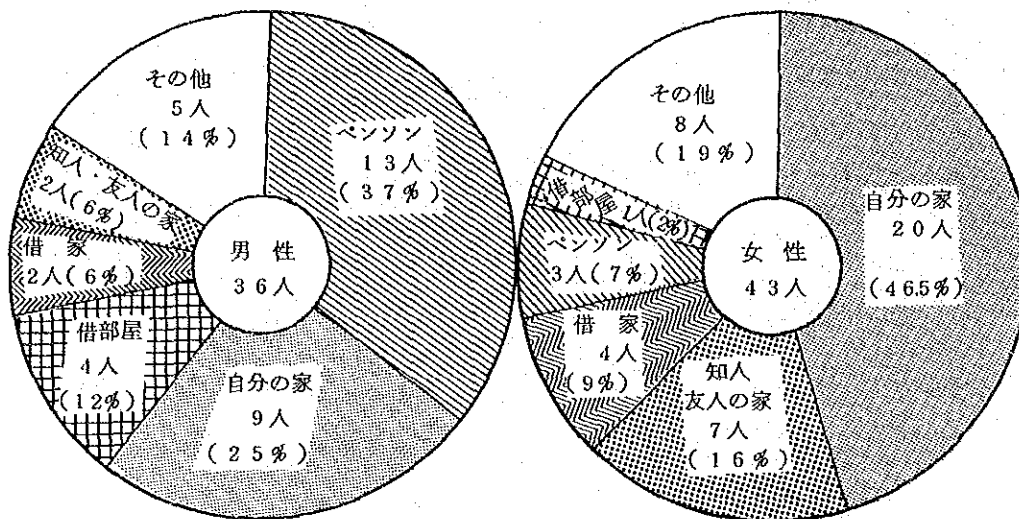 その他
5人
(14%)
ペンソン
13人
(37%)
知人・友人の家
2人(6%)
借家
2人(6%)
借部屋
4人
(12%)
自分の家
9人
(25%)
男性
36人
その他
8人
(19%)
借部屋 1人(2%)
ペンソン
3人(7%)
借家
4人
(9%)
知人
友人の家
7人
(16%)
自分の家
20人
(46.5%)
女性
43人